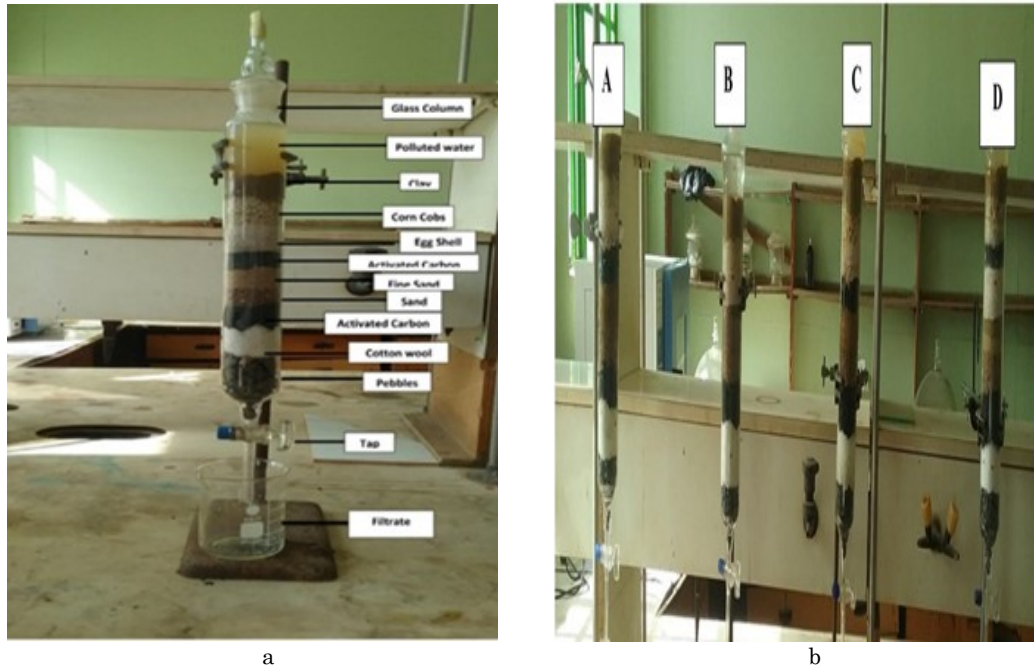 Glass Column
Polluted water
Clay
Corn Cobs
Egg Shell
Activated Carbon
Fine Sand
Sand
Activated Carbon
Cotton wool
Pebbles
Tap
Filtrate
A
B
C
D
a
b